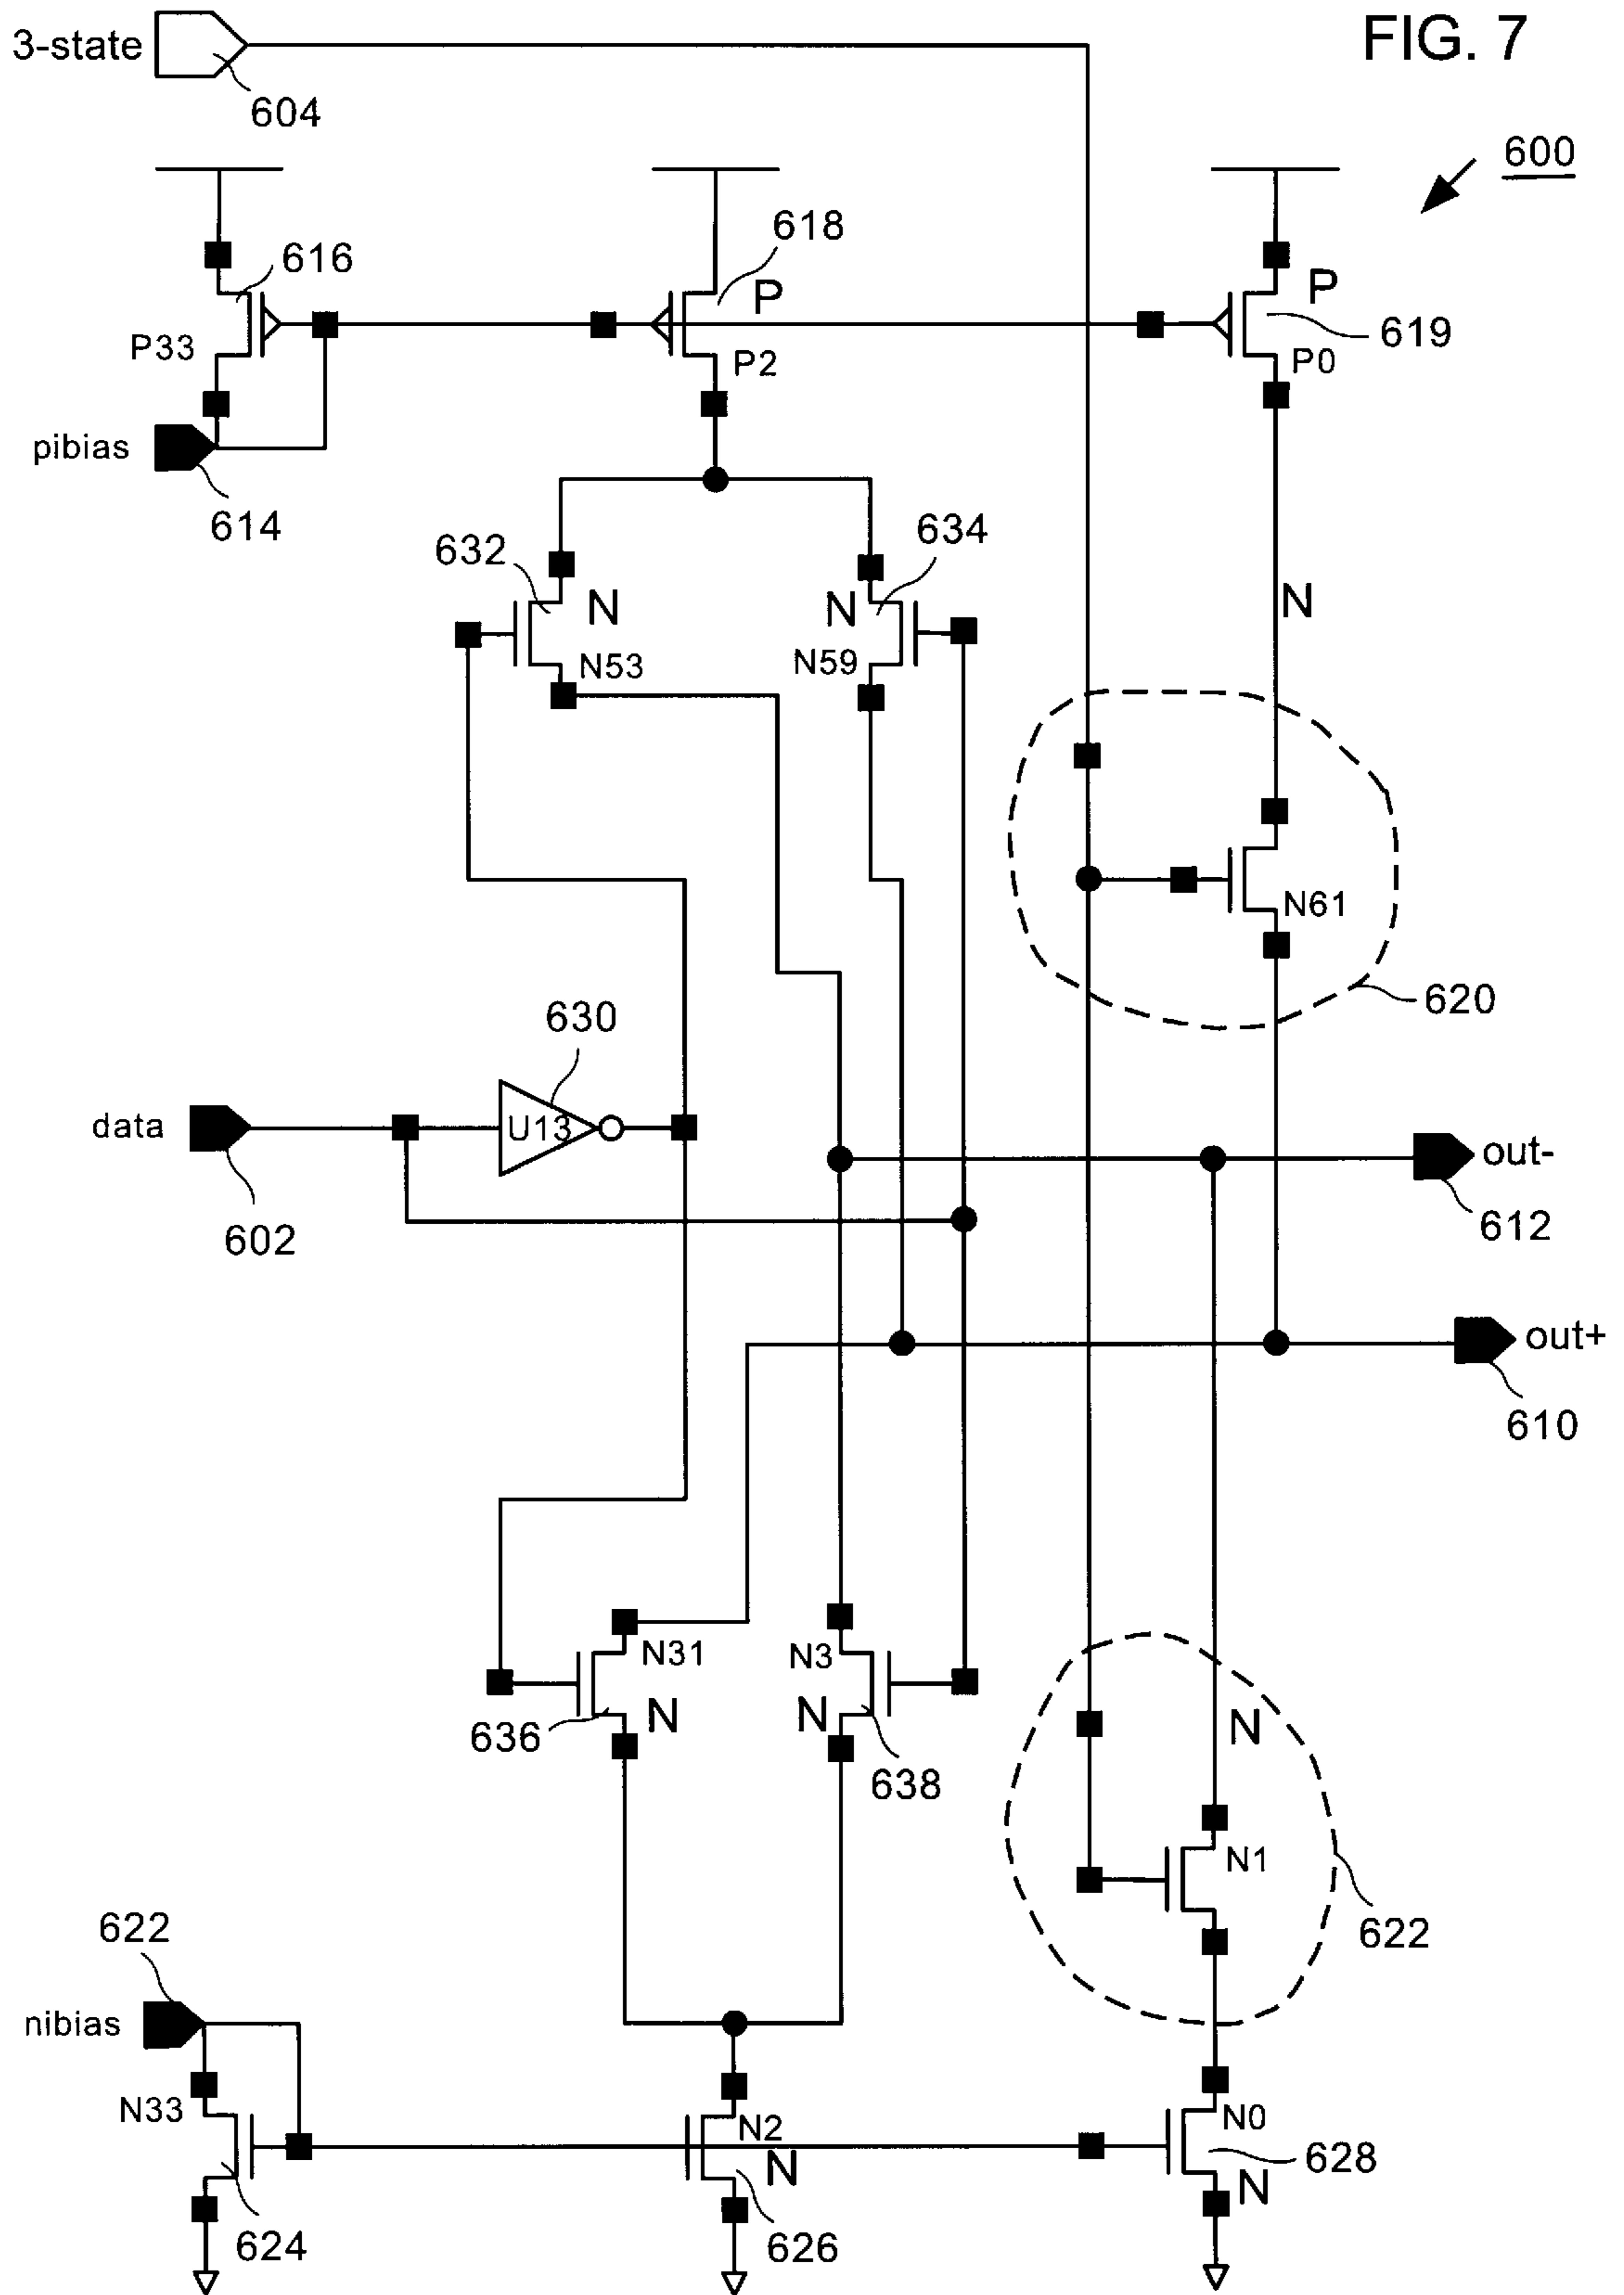 FIG. 7
3-state
604
600
616
618
P
P
619
P33
P2
P0
pibias
614
632
634
N
N
N
N53
N59
N61
620
630
data
U13
out-
602
612
out+
610
N31
N3
N
N
N
636
638
N1
622
622
nibias
N33
N2
N0
N
628
N
624
626